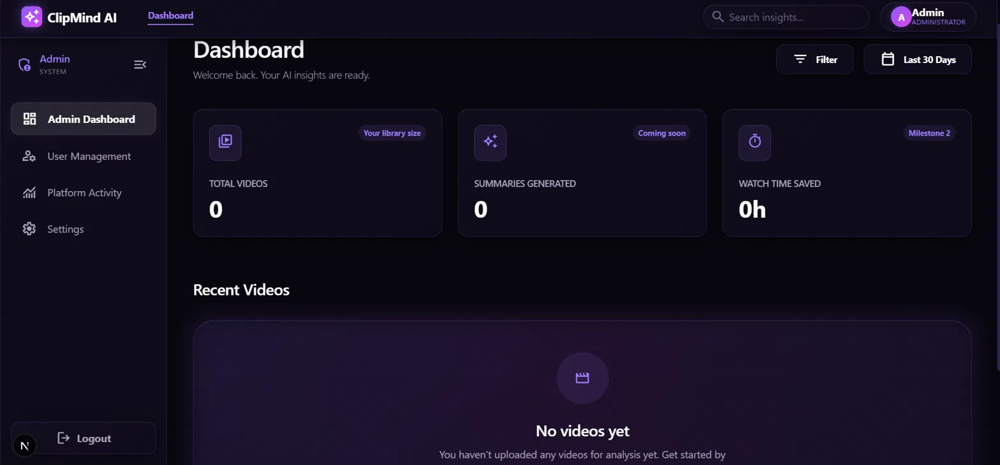 ClipMind AI
Dashboard
Search insights...
A
Admin
ADMINISTRATOR
Admin
SYSTEM
Admin Dashboard
User Management
Platform Activity
Settings
Logout
N
Dashboard
Welcome back. Your AI insights are ready.
Filter
Last 30 Days
Your library size
TOTAL VIDEOS
0
Coming soon
SUMMARIES GENERATED
0
Milestone 2
WATCH TIME SAVED
0h
Recent Videos
No videos yet
You haven't uploaded any videos for analysis yet. Get started by